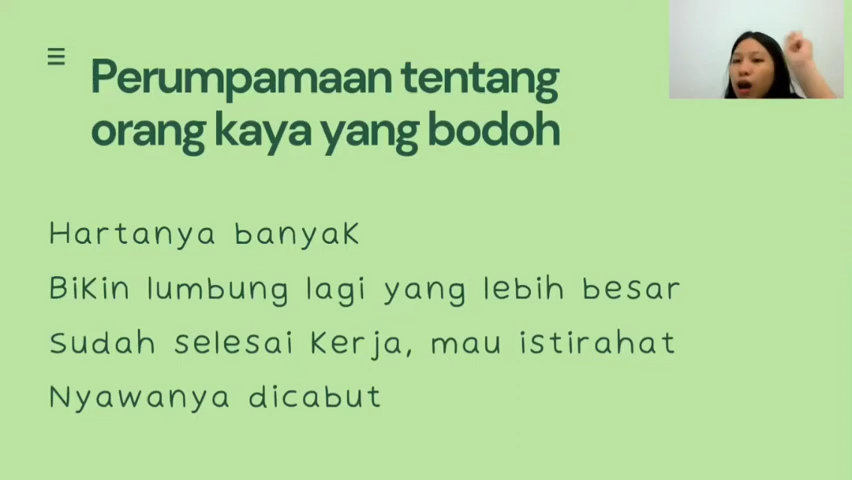 Perumpamaan tentang
orang kaya yang bodoh
Hartanya banyak
Bikin lumbung lagi yang lebih besar
Sudah selesai kerja, mau istirahat
Nyawanya dicabut